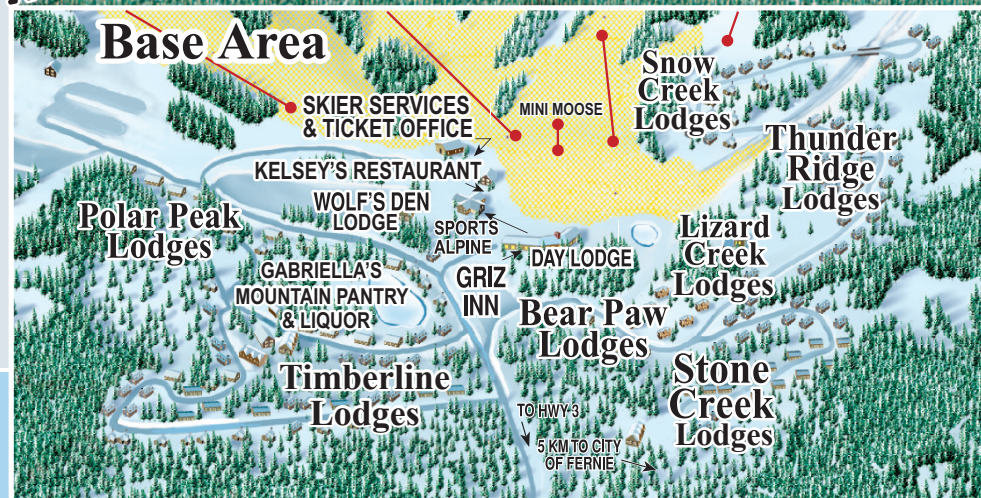 Base Area
SKIER SERVICES
& TICKET OFFICE
MINI MOOSE
Snow
Creek
Lodges
KELSEY'S RESTAURANT
WOLF'S DEN
LODGE
Thunder
Ridge
Lodges
Polar Peak
Lodges
SPORTS
ALPINE
DAY LODGE
Lizard
Creek
Lodges
GABRIELLA'S
MOUNTAIN PANTRY
& LIQUOR
GRIZ
INN
Bear Paw
Lodges
Timberline
Lodges
Stone
Creek
Lodges
TO HWY 3
5 KM TO CITY
OF FERNIE